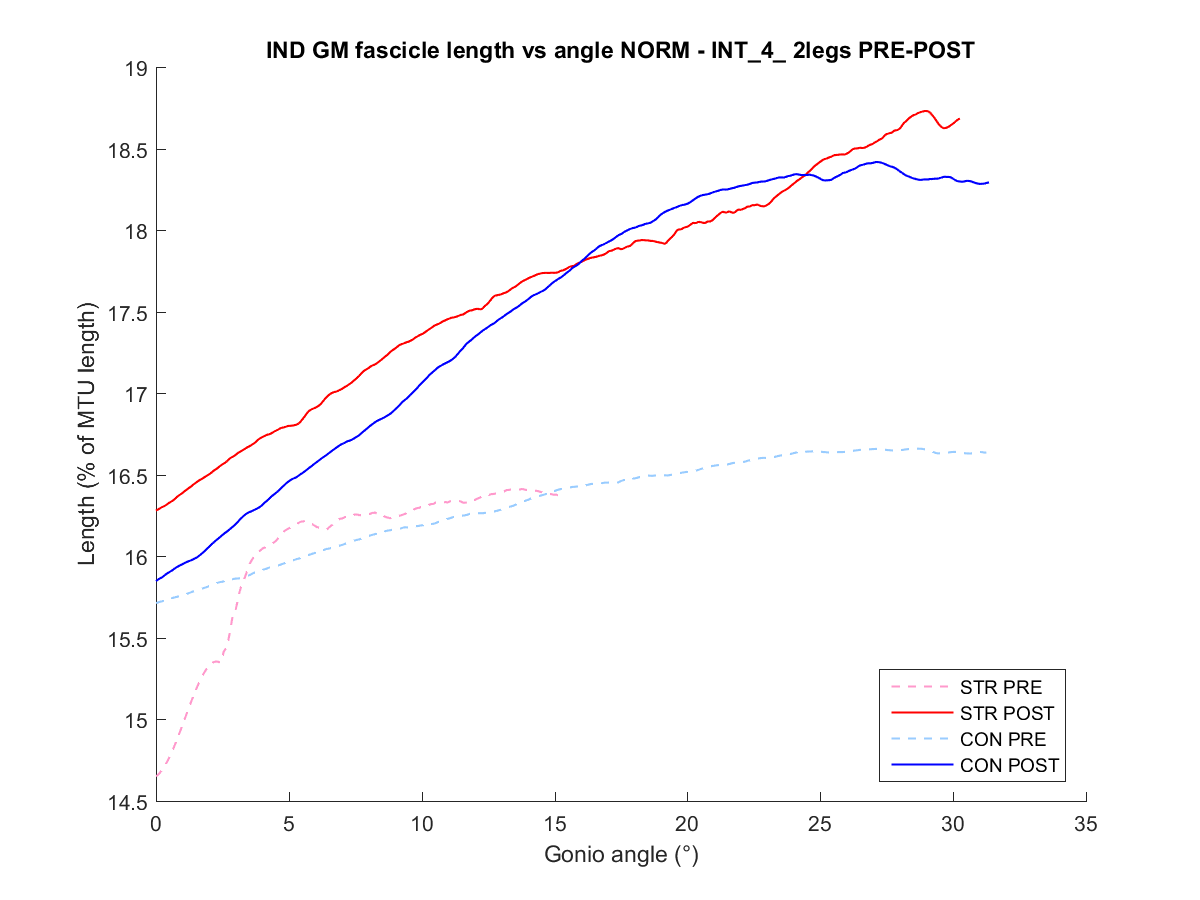 IND GM fascicle length vs angle NORM - INT_4_ 2legs PRE-POST
19
18.5
18
17.5
17
16.5
16
15.5
15
14.5
Length (% of MTU length)
0 5 10 15 20 25 30 35
Gonio angle (°)
STR PRE
STR POST
CON PRE
CON POST